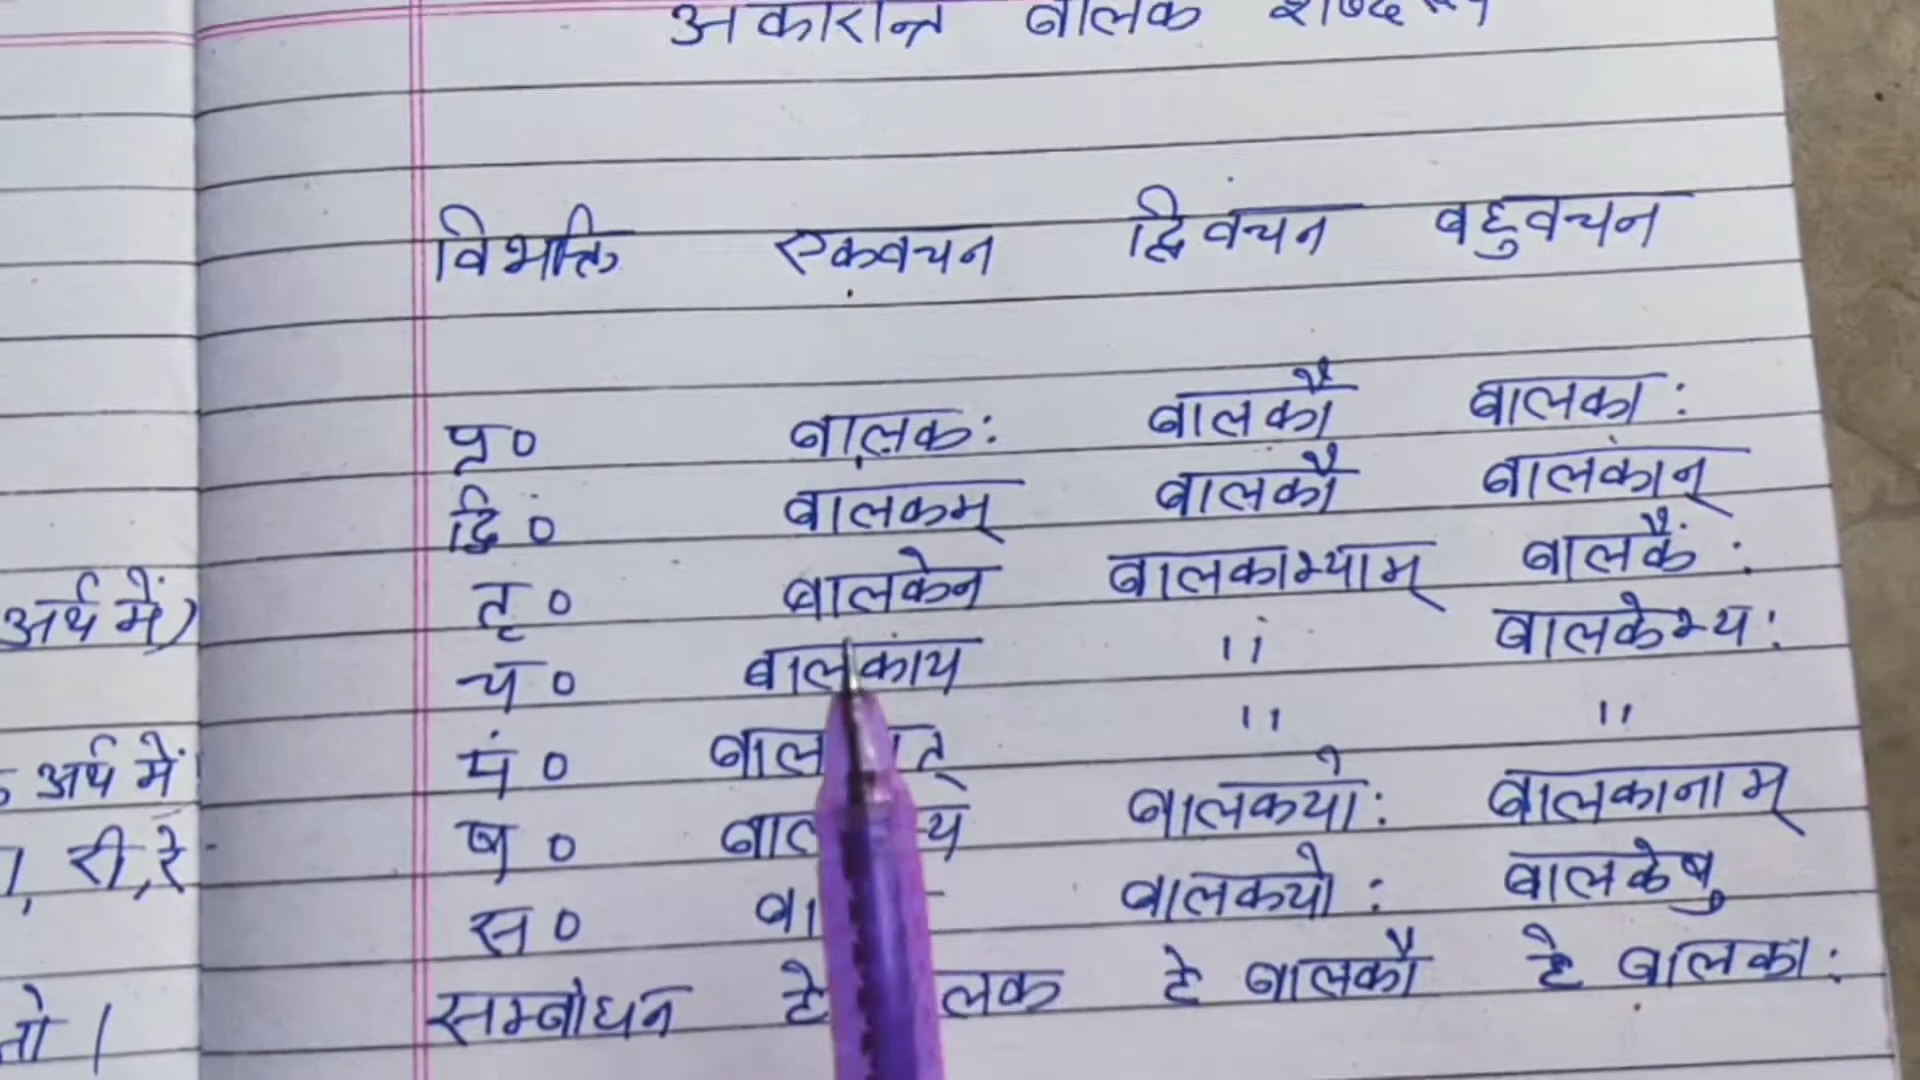 अकारान्त बालक शब्द रूप
विभक्ति एकवचन द्विवचन बहुवचन
प्र० बालक: बालकौ बालका:
द्वि० बालकम् बालकौ बालकान्
तृ० बालकेन बालकाभ्याम् बालकै:
च० बालकाय " बालकेभ्य:
पं० " "
ष० बालकयो: बालकानाम्
स० बालकयो: बालकेषु
सम्बोधन हे बालकौ हे बालका:
अर्थ में)
अर्थ में
री, रे